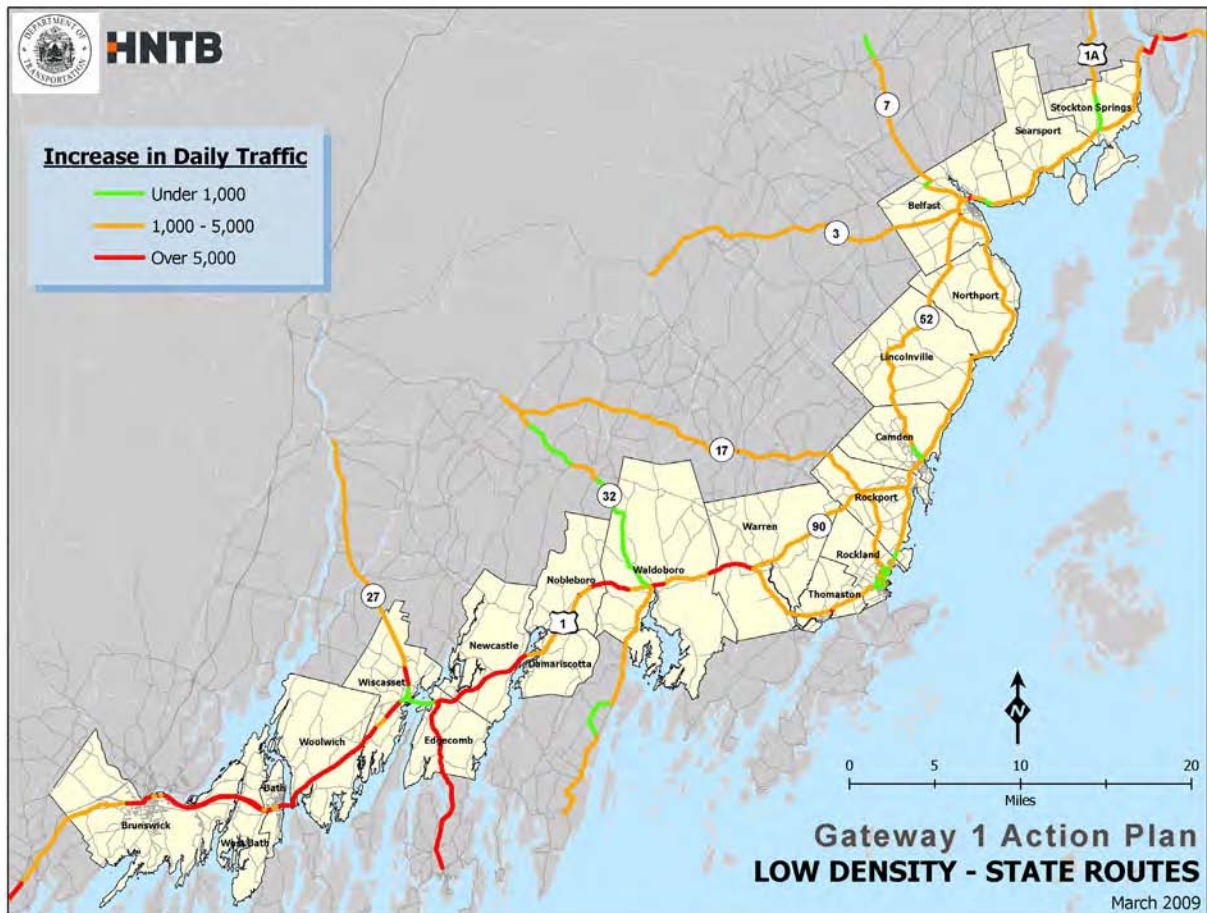 DEPARTMENT OF
TRANSPORTATION
HNTB
Increase in Daily Traffic
Under 1,000
1,000 - 5,000
Over 5,000
1A
Stockton Springs
7
Searsport
Belfast
3
Northport
52
Lincolnville
Camden
17
Rockport
32
Warren
90
Rockland
Waldoboro
Nobleboro
Thomaston
27
1
Newcastle
Damariscotta
Wiscasset
Woolwich
Edgecomb
Bath
Brunswick
West Bath
N
0 5 10 20
Miles
Gateway 1 Action Plan
LOW DENSITY - STATE ROUTES
March 2009